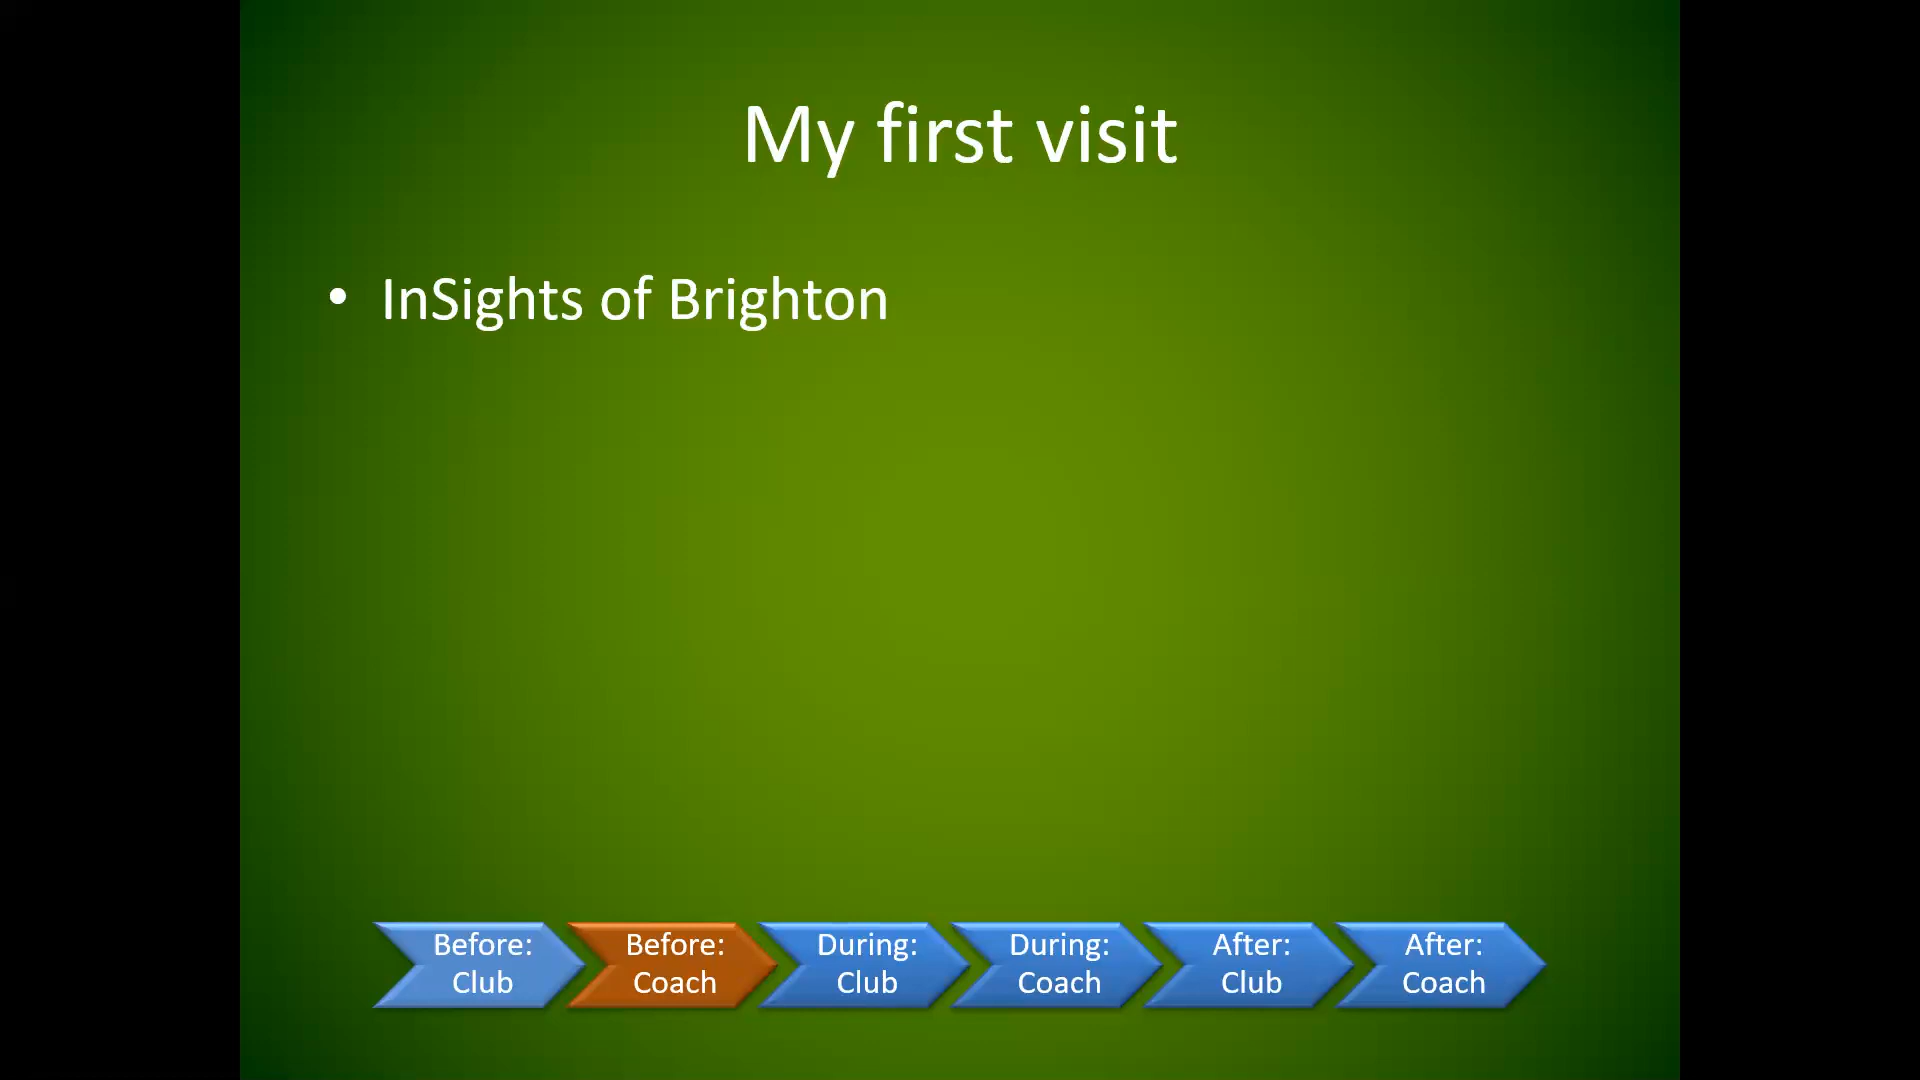 My first visit
• InSights of Brighton
Before:
Club
Before:
Coach
During:
Club
During:
Coach
After:
Club
After:
Coach